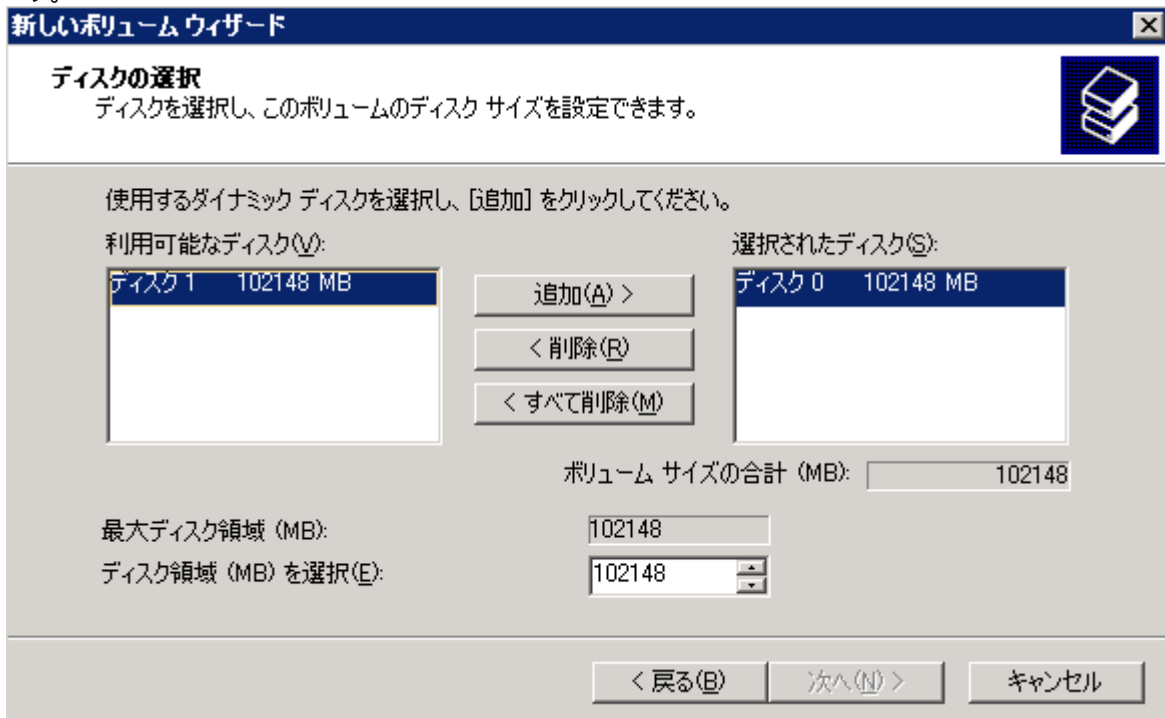 新しいボリューム ウィザード
ディスクの選択
ディスクを選択し、このボリュームのディスク サイズを設定できます。
使用するダイナミック ディスクを選択し、[追加] をクリックしてください。
利用可能なディスク(V):
ディスク 1 102148 MB
追加(A) >
< 削除(R)
< すべて削除(M)
選択されたディスク(S):
ディスク 0 102148 MB
ボリューム サイズの合計 (MB): 102148
最大ディスク領域 (MB): 102148
ディスク領域 (MB) を選択(E): 102148
< 戻る(B) 次へ(N) > キャンセル